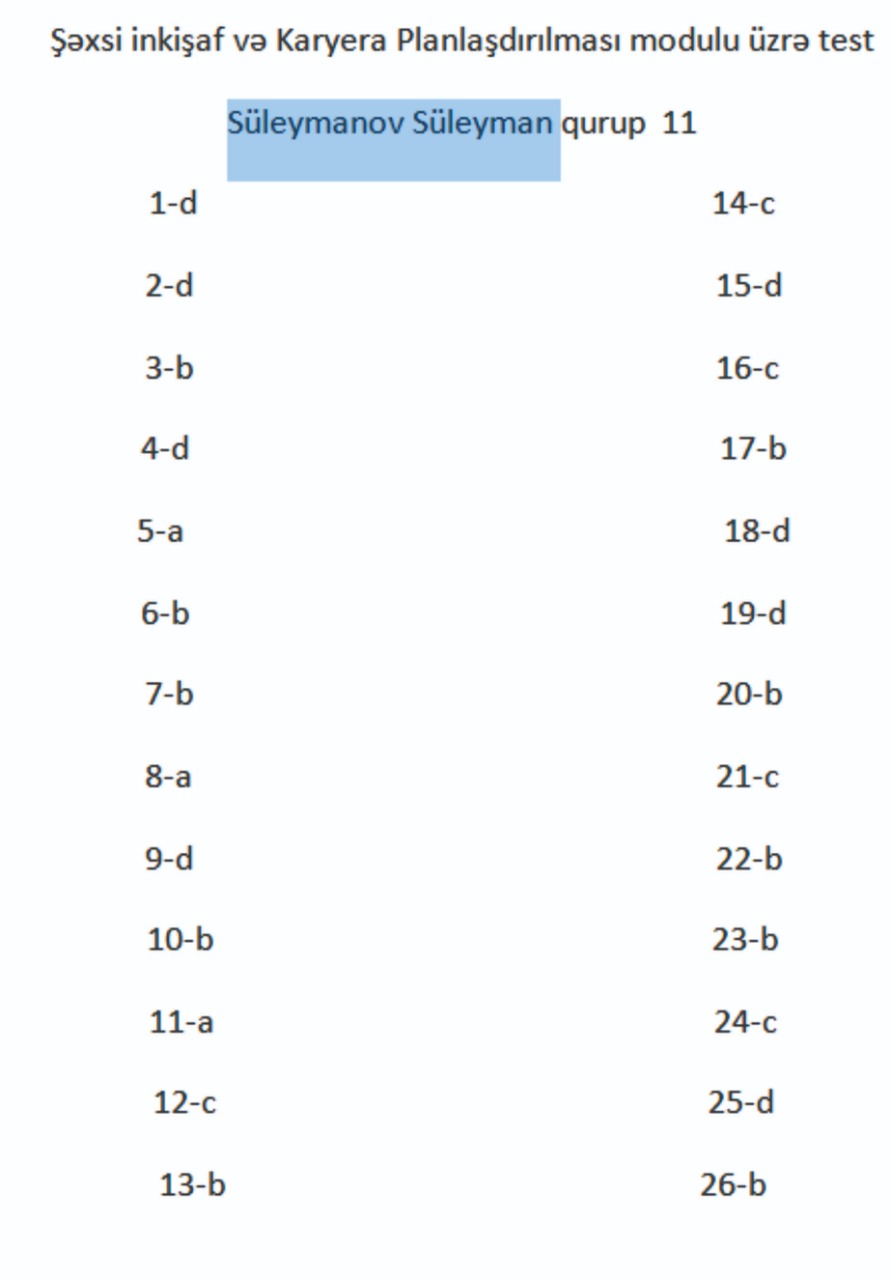 Şəxsi inkişaf və Karyera Planlaşdırılması modulu üzrə test
Süleymanov Süleyman qurup 11
1-d 14-c
2-d 15-d
3-b 16-c
4-d 17-b
5-a 18-d
6-b 19-d
7-b 20-b
8-a 21-c
9-d 22-b
10-b 23-b
11-a 24-c
12-c 25-d
13-b 26-b